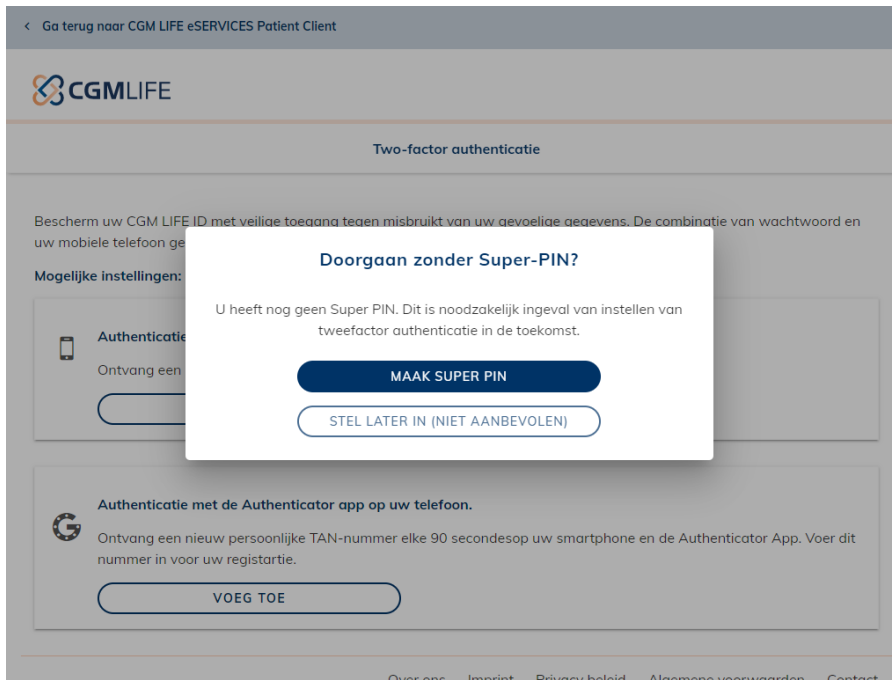 Ga terug naar CGM LIFE eSERVICES Patient Client
CGMLIFE
Two-factor authenticatie
Bescherm uw CGM LIFE ID met veilige toegang tegen misbruikt van uw gevoelige gegevens. De combinatie van wachtwoord en
uw mobiele telefoon ge
Mogelijke instellingen:
Authenticatie
Ontvang een
Doorgaan zonder Super-PIN?
U heeft nog geen Super PIN. Dit is noodzakelijk ingeval van instellen van
tweefactor authenticatie in de toekomst.
MAAK SUPER PIN
STEL LATER IN (NIET AANBEVOLEN)
Authenticatie met de Authenticator app op uw telefoon.
Ontvang een nieuw persoonlijke TAN-nummer elke 90 secondesop uw smartphone en de Authenticator App. Voer dit
nummer in voor uw registartie.
VOEG TOE
Over ons Imprint Privacy beleid Algemene voorwaarden Contact